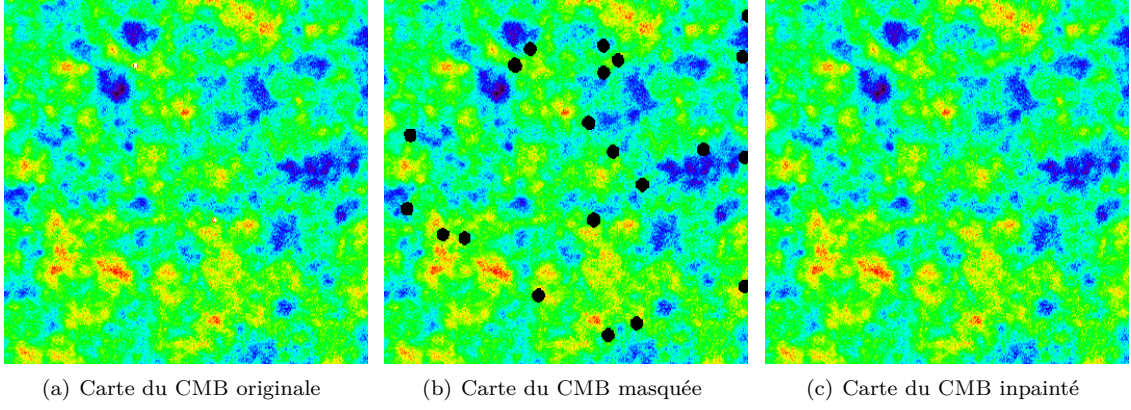 (a) Carte du CMB originale
(b) Carte du CMB masquée
(c) Carte du CMB inpainté